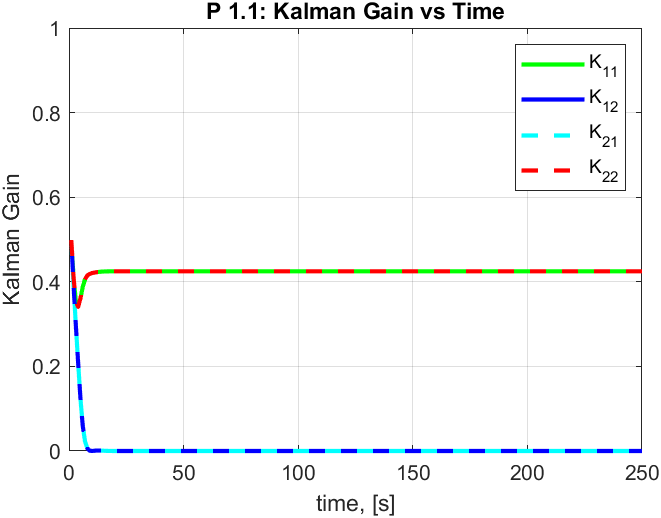 P 1.1: Kalman Gain vs Time
1
0.8
0.6
0.4
0.2
0
Kalman Gain
K11
K12
K21
K22
0 50 100 150 200 250
time, [s]